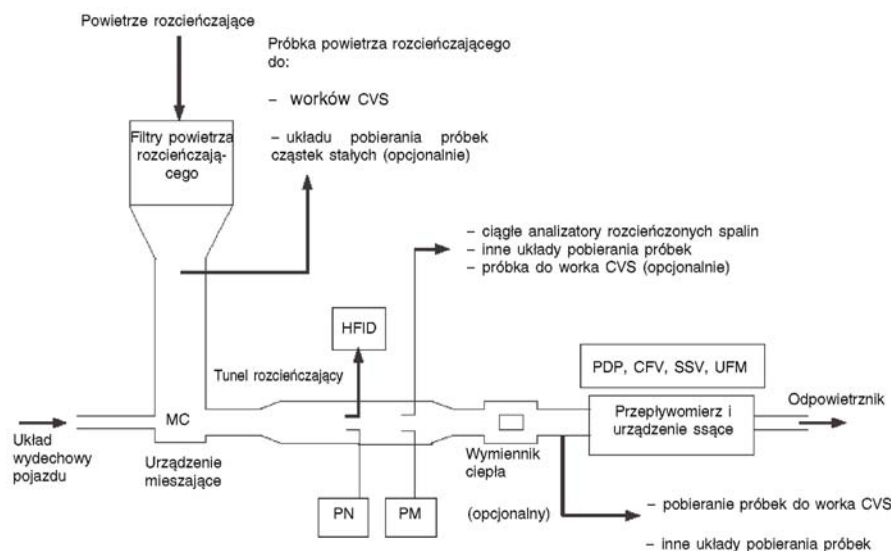 Powietrze rozcieńczające
Próbka powietrza rozcieńczającego
do:
– worków CVS
– układu pobierania próbek
cząstek stałych (opcjonalnie)
Filtry powietrza
rozcieńczają-
cego
– ciągłe analizatory rozcieńczonych spalin
– inne układy pobierania próbek
– próbka do worka CVS (opcjonalnie)
HFID
Tunel rozcieńczający
PDP, CFV, SSV, UFM
MC
Przepływomierz i
urządzenie ssące
Odpowietrznik
Układ
wydechowy
pojazdu
Urządzenie
mieszające
Wymiennik
ciepła
(opcjonalny)
PN
PM
– pobieranie próbek do worka CVS
– inne układy pobierania próbek